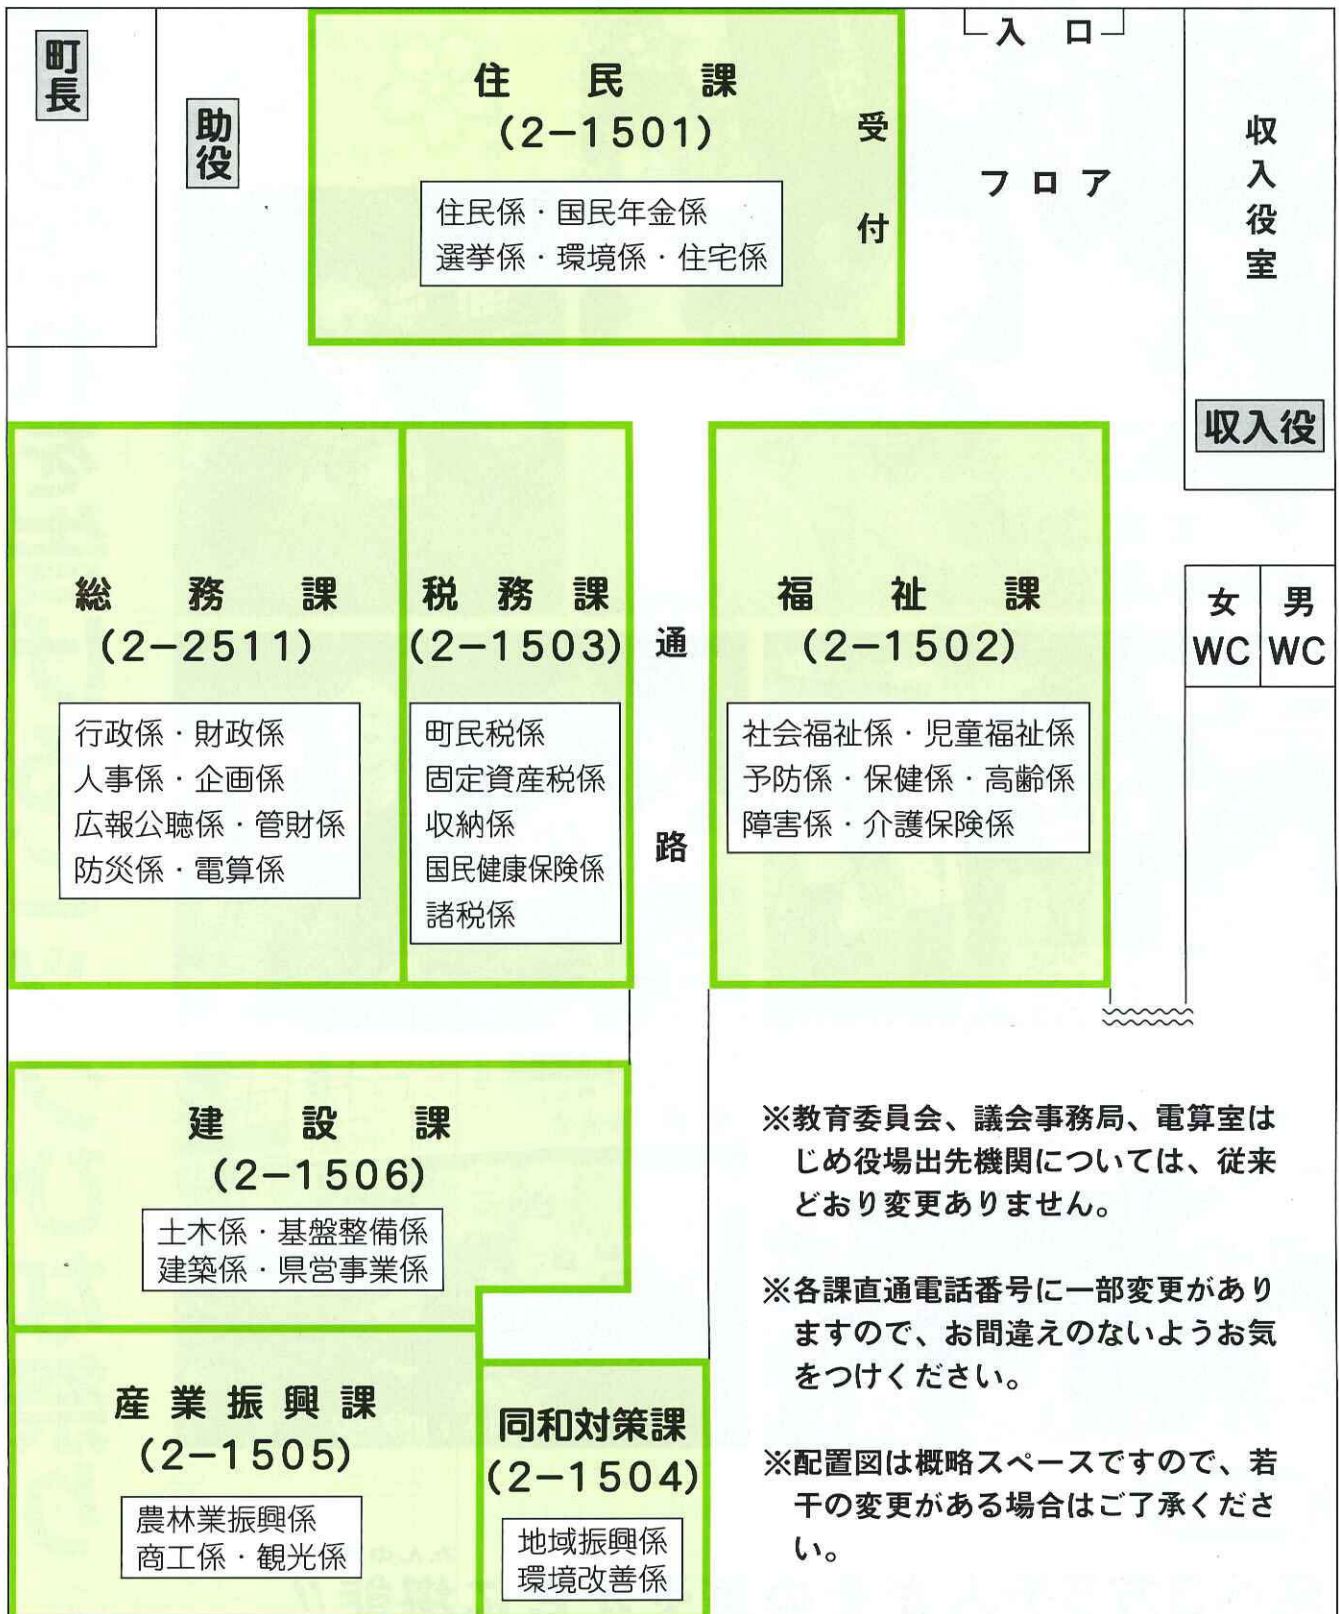 町長
助役
住民課
(2-1501)
住民係・国民年金係
選挙係・環境係・住宅係
受付
入口
フロア
収入役室
収入役
総務課
(2-2511)
行政係・財政係
人事係・企画係
広報公聴係・管財係
防災係・電算係
税務課
(2-1503)
町民税係
固定資産税係
収納係
国民健康保険係
諸税係
通路
福祉課
(2-1502)
社会福祉係・児童福祉係
予防係・保健係・高齢係
障害係・介護保険係
女
WC
男
WC
建設課
(2-1506)
土木係・基盤整備係
建築係・県営事業係
産業振興課
(2-1505)
農林業振興係
商工係・観光係
同和対策課
(2-1504)
地域振興係
環境改善係
※教育委員会、議会事務局、電算室は
じめ役場出先機関については、従来
どおり変更ありません。
※各課直通電話番号に一部変更があり
ますので、お間違えのないようお気
をつけください。
※配置図は概略スペースですので、若
干の変更がある場合はご了承くださ
い。